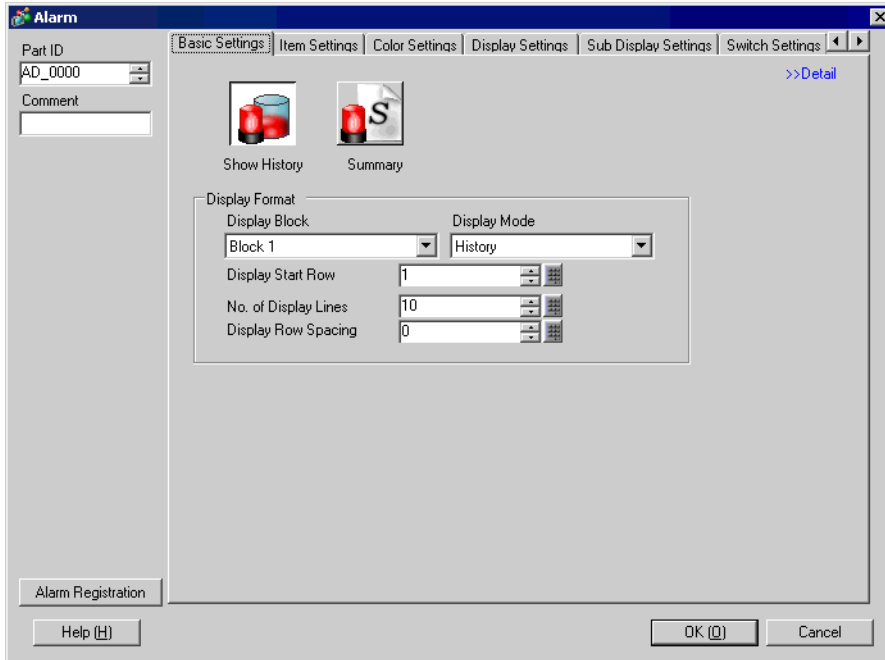 Alarm
Part ID
AD_0000
Comment
Basic Settings
Item Settings
Color Settings
Display Settings
Sub Display Settings
Switch Settings
>>Detail
S
Show History
Summary
Display Format
Display Block
Display Mode
Block 1
History
Display Start Row
1
No. of Display Lines
10
Display Row Spacing
0
Alarm Registration
Help (H)
OK (O)
Cancel